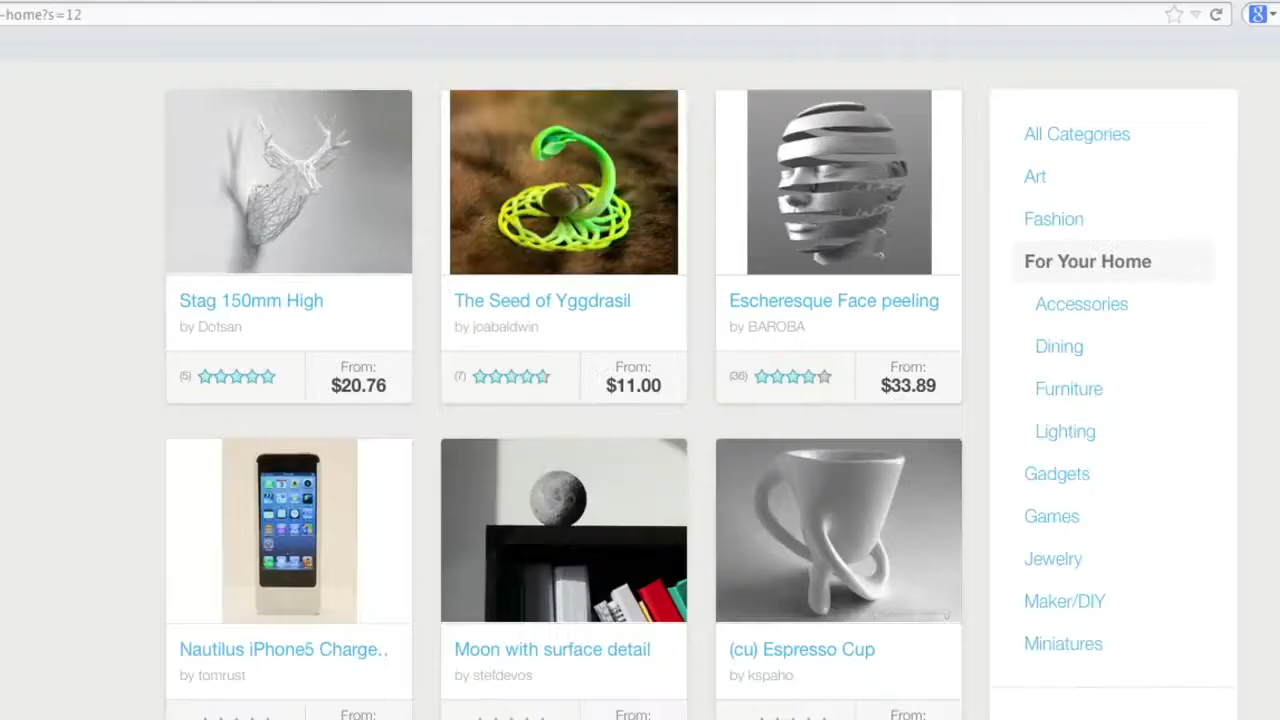 -home?s=12
8
Stag 150mm High
by Dotsan
(5)
From:
$20.76
The Seed of Yggdrasil
by joabaldwin
(7)
From:
$11.00
Escheresque Face peeling
by BAROBA
(36)
From:
$33.89
Nautilus iPhone5 Charge..
by tomrust
From:
Moon with surface detail
by stefdevos
From:
(cu) Espresso Cup
by kspaho
From:
All Categories
Art
Fashion
For Your Home
Accessories
Dining
Furniture
Lighting
Gadgets
Games
Jewelry
Maker/DIY
Miniatures